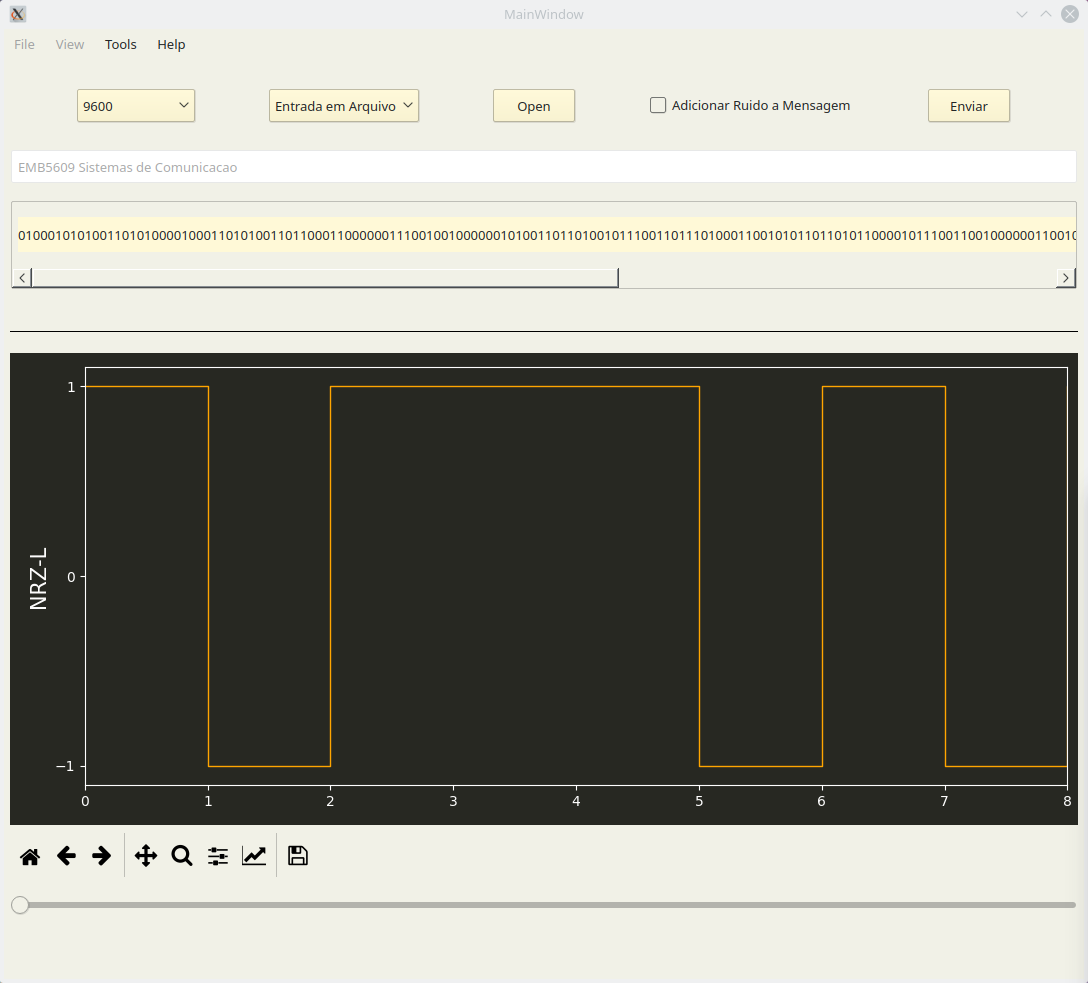 MainWindow
File View Tools Help
9600 Entrada em Arquivo Open Adicionar Ruido a Mensagem Enviar
EMB5609 Sistemas de Comunicacao
01000101010011010100001000110101001101100011000000111001001000000101001101101001011100110111010001100101011011010110000101110011001000000110010
NRZ-L
1
0
−1
0 1 2 3 4 5 6 7 8